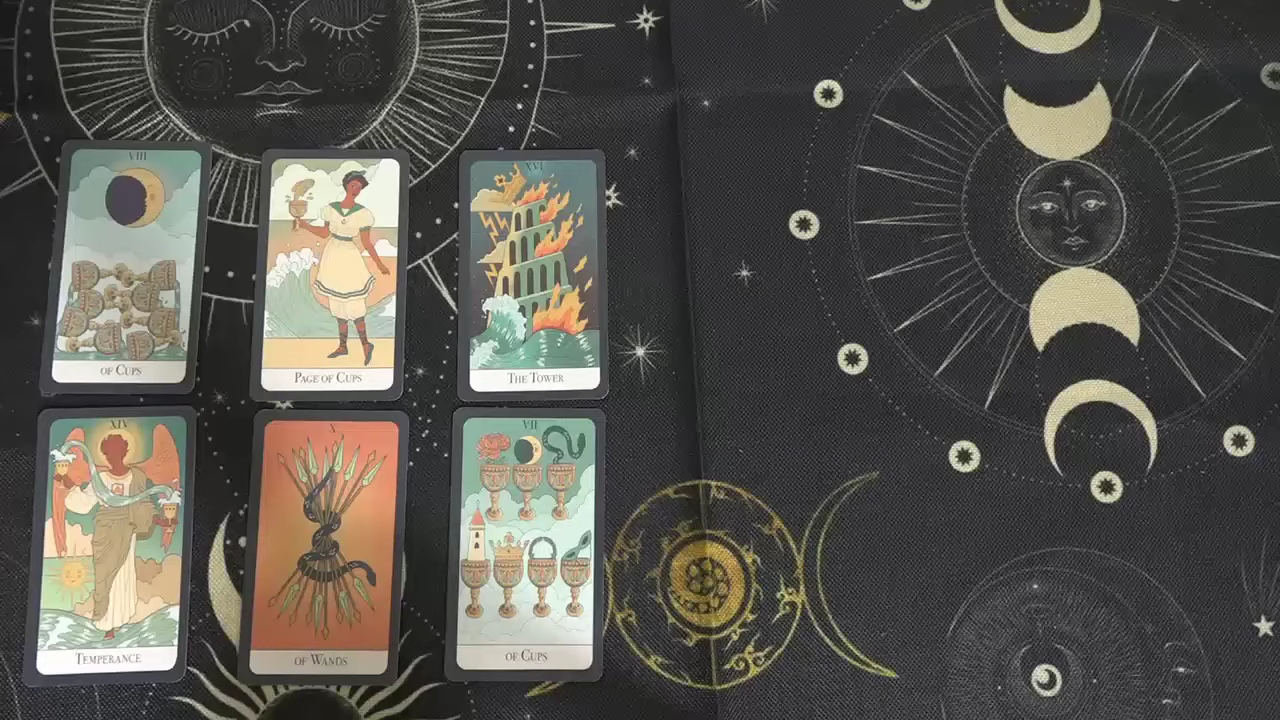 VIII
OF CUPS
PAGE OF CUPS
XVI
THE TOWER
XIV
TEMPERANCE
X
OF WANDS
VII
OF CUPS